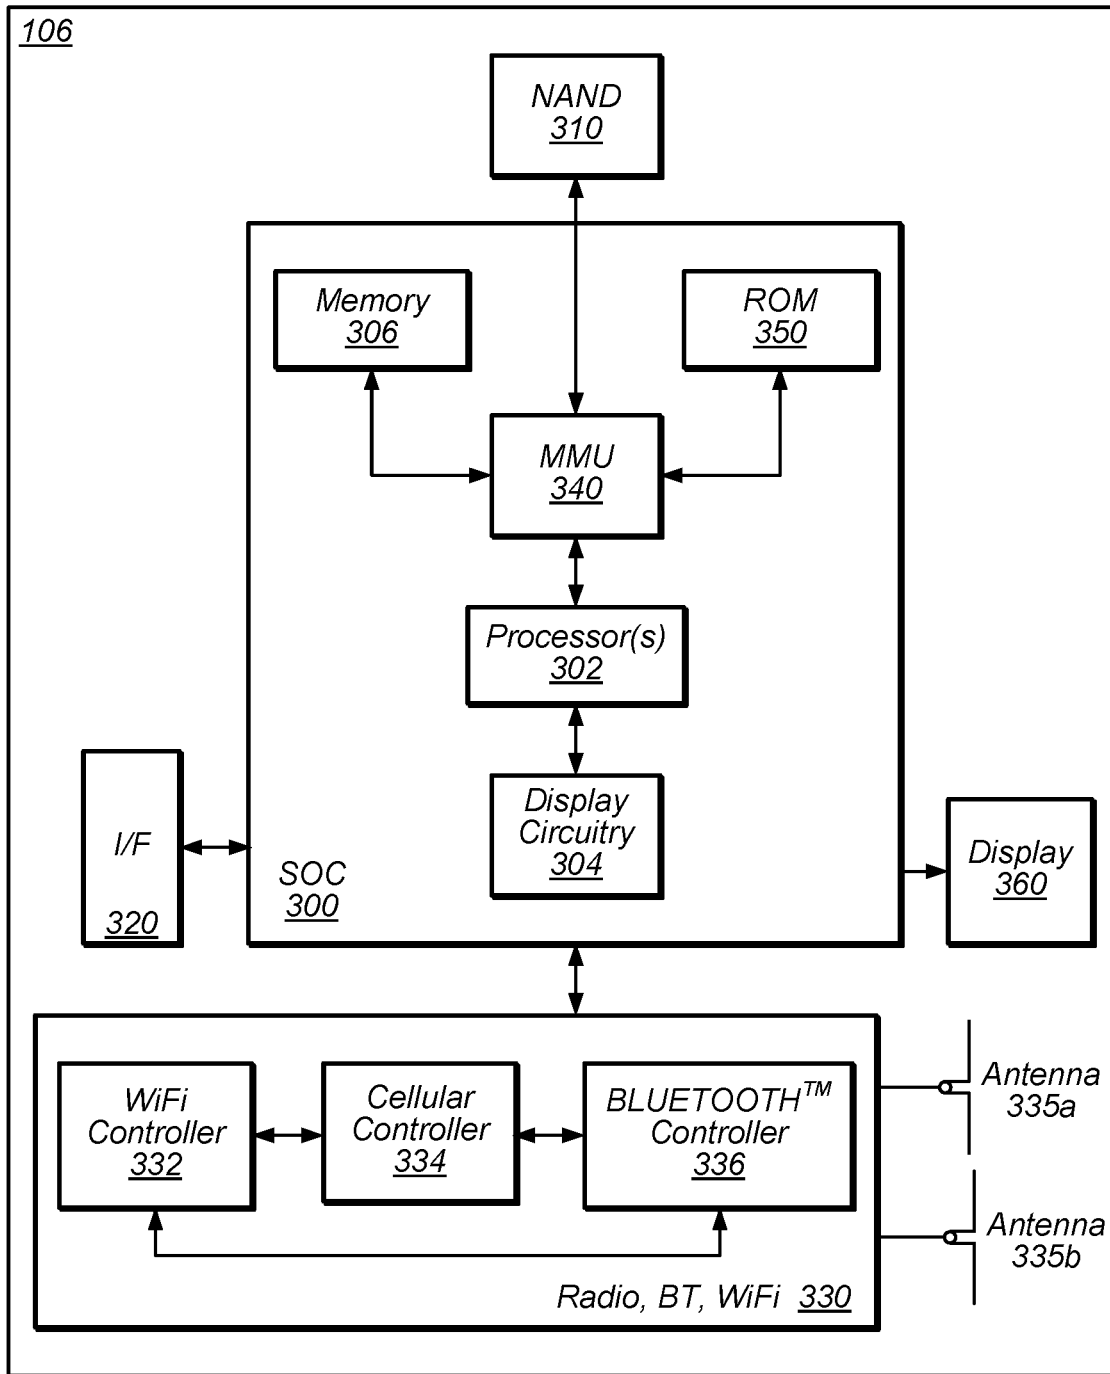 106
NAND
310
Memory
306
ROM
350
MMU
340
Processor(s)
302
Display
Circuitry
304
I/F
320
SOC
300
Display
360
WiFi
Controller
332
Cellular
Controller
334
BLUETOOTH™
Controller
336
Antenna
335a
Antenna
335b
Radio, BT, WiFi 330